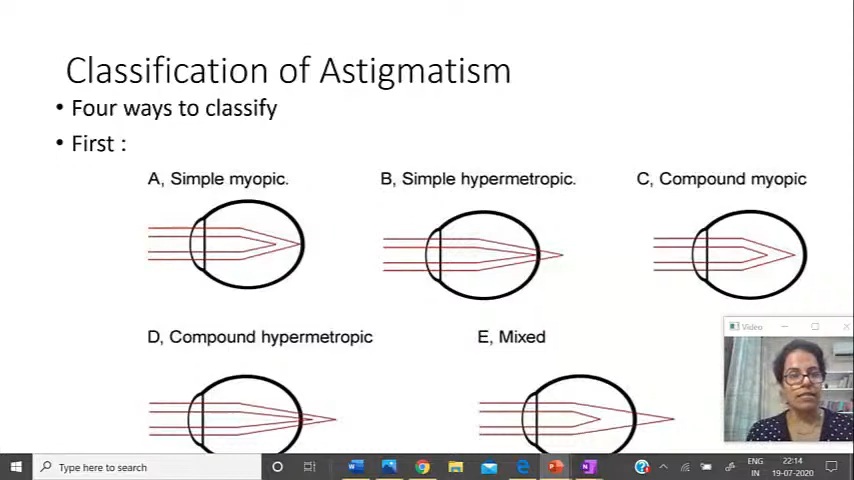 Classification of Astigmatism
• Four ways to classify
• First :
A, Simple myopic.
B, Simple hypermetropic.
C, Compound myopic
D, Compound hypermetropic
E, Mixed
Video
Type here to search
ENG
IN
22:14
19-07-2020